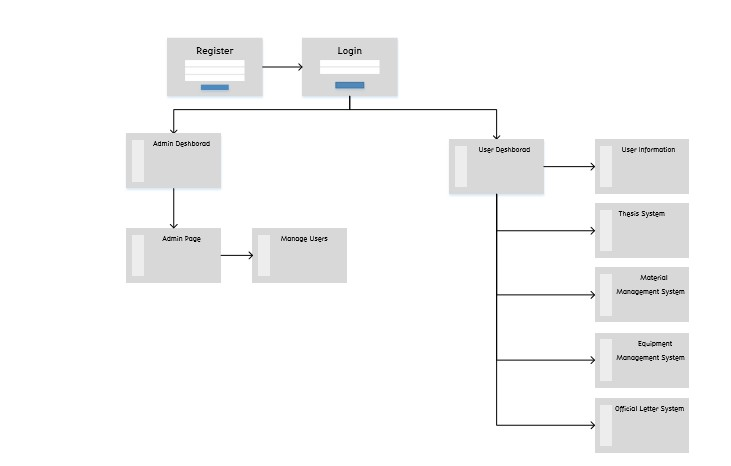 Register
Login
Admin Deshborad
User Deshborad
User Information
Thesis System
Admin Page
Manage Users
Material
Management System
Equipment
Management System
Official Letter System